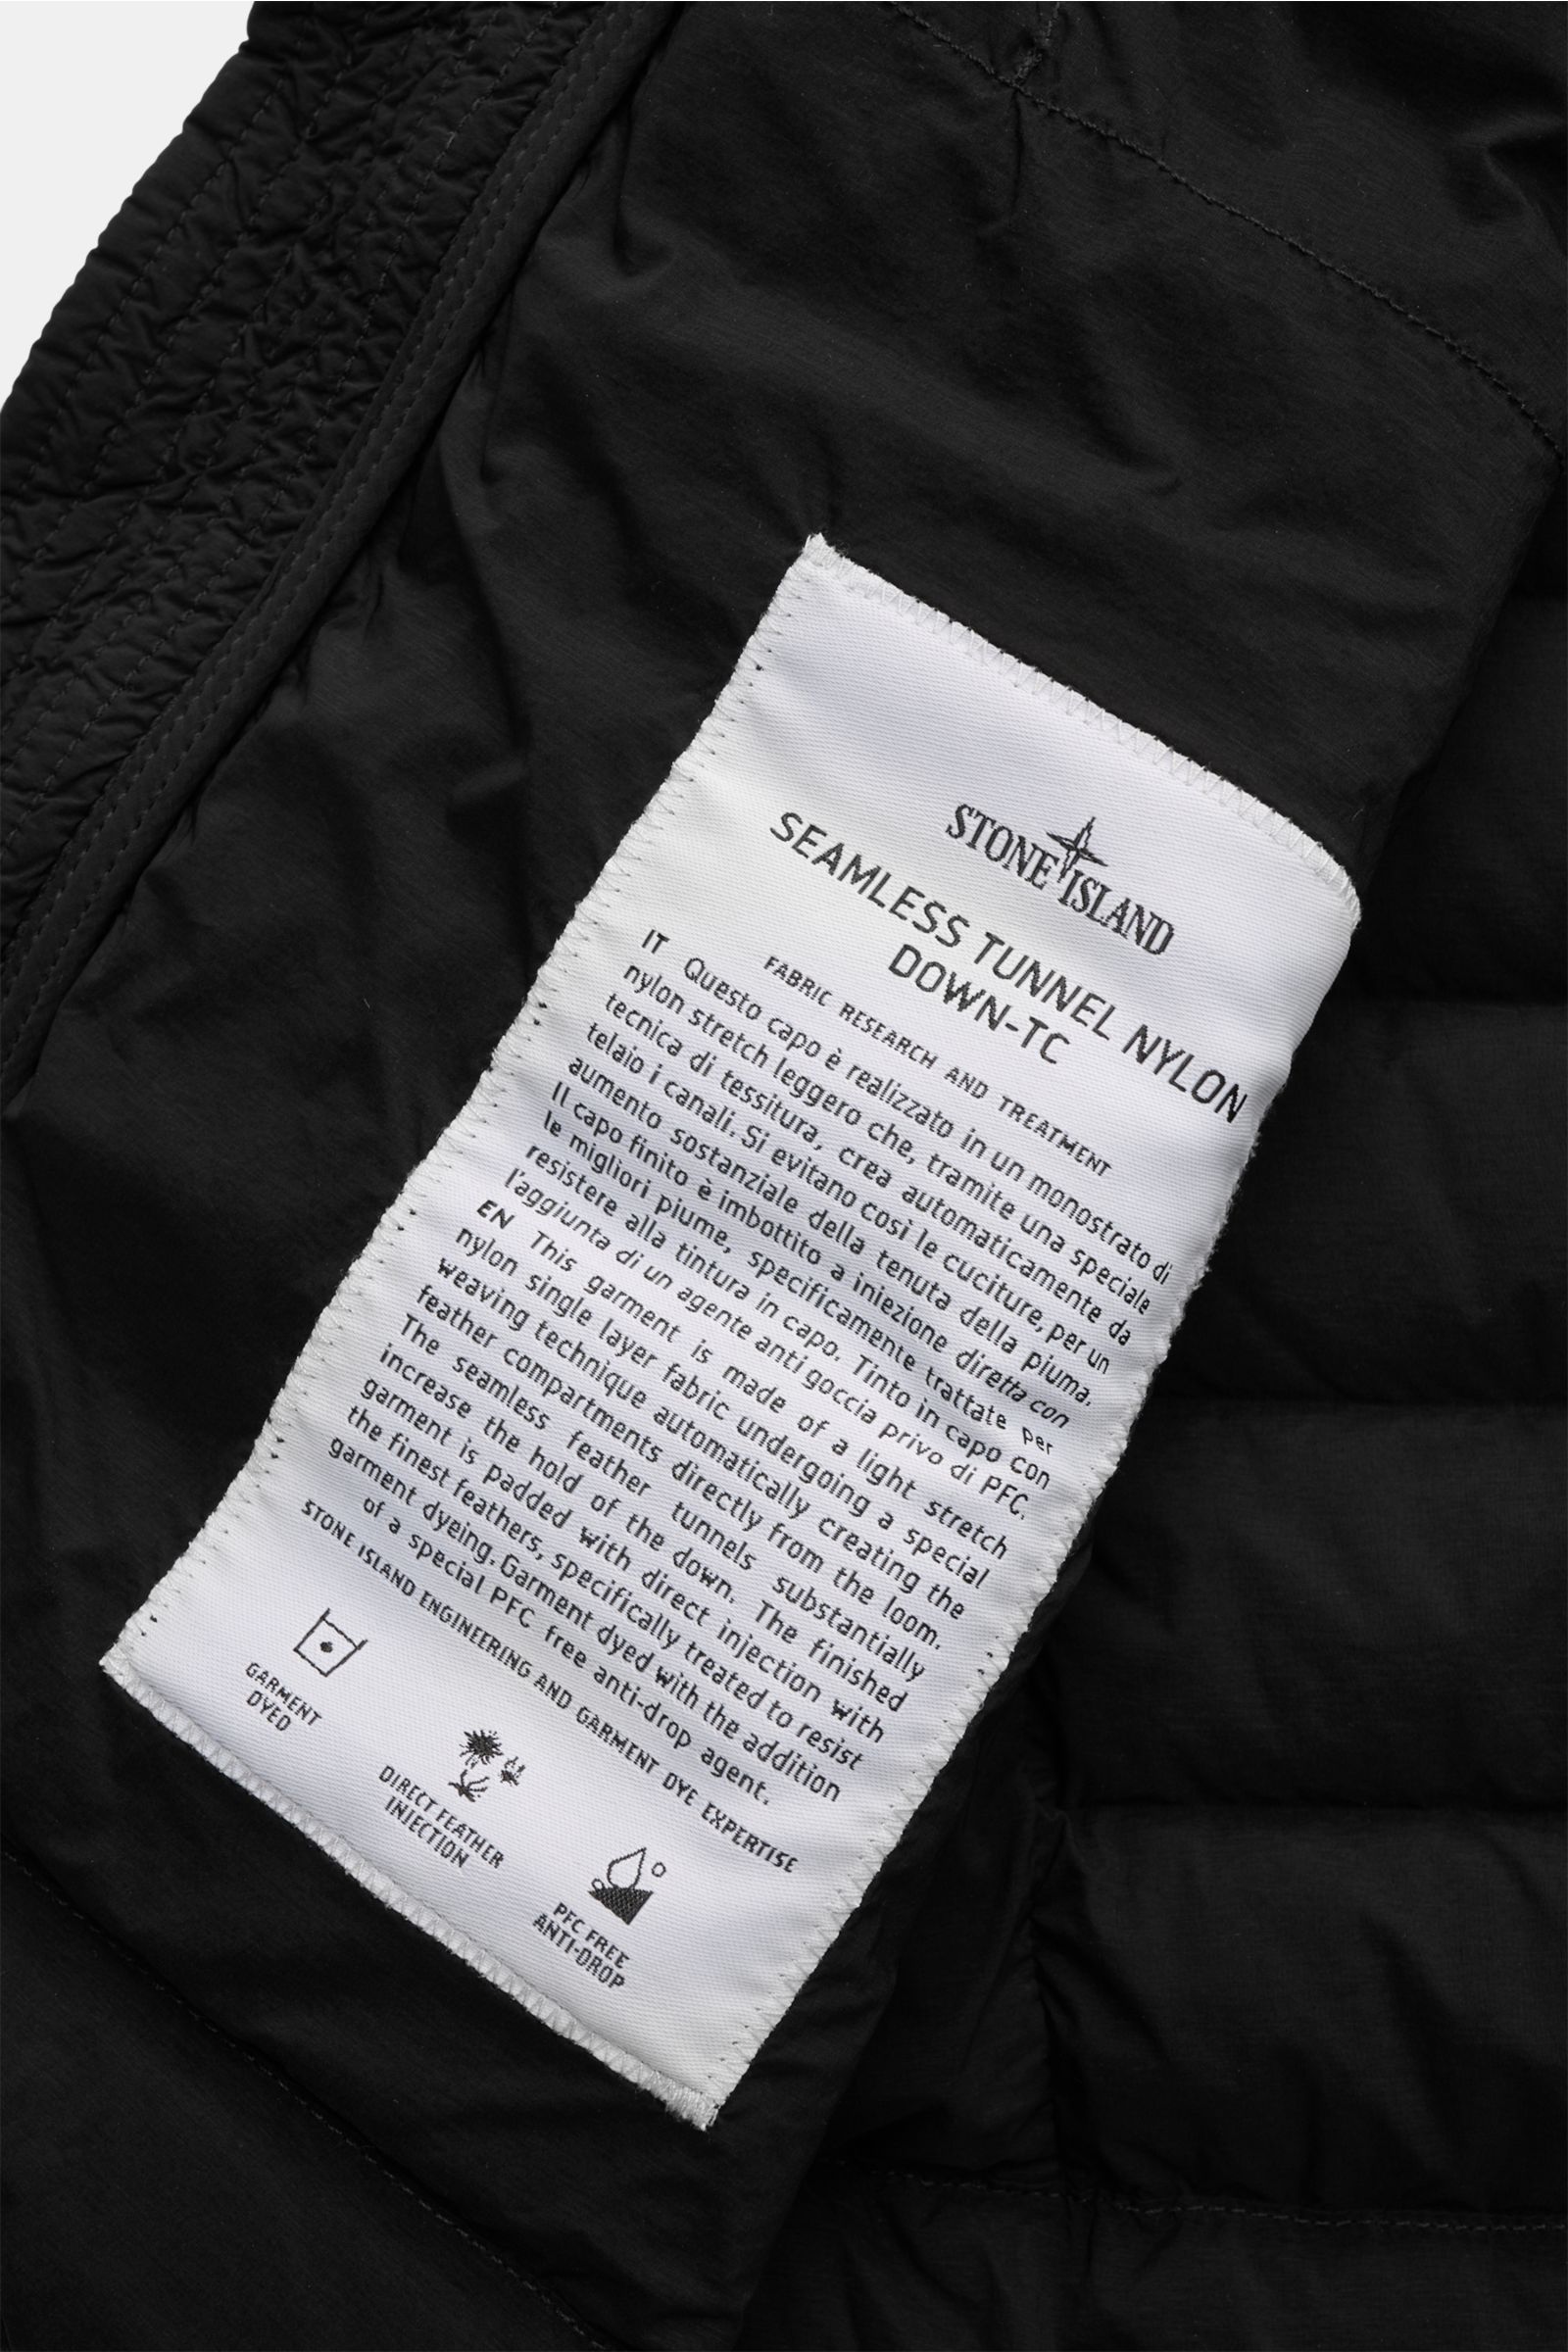 STONE ISLAND
SEAMLESS TUNNEL NYLON
DOWN-TC
FABRIC RESEARCH AND TREATMENT
IT Questo capo è realizzato in un monostrato di
nylon stretch leggero che, tramite una speciale
tecnica di tessitura, crea automaticamente da
telaio i canali. Si evitano così le cuciture, per un
aumento sostanziale della tenuta della piuma.
Il capo finito è imbottito a iniezione diretta con
le migliori piume, specificamente trattate per
resistere alla tintura in capo. Tinto in capo con
l'aggiunta di un agente anti goccia privo di PFC.
EN This garment is made of a light stretch
nylon single layer fabric undergoing a special
weaving technique automatically creating the
feather compartments directly from the loom.
The seamless feather tunnels substantially
increase the hold of the down. The finished
garment is padded with direct injection with
the finest feathers, specifically treated to resist
garment dyeing. Garment dyed with the addition
of a special PFC free anti-drop agent.
STONE ISLAND ENGINEERING AND GARMENT DYE EXPERTISE
GARMENT
DYED
DIRECT FEATHER
INJECTION
PFC FREE
ANTI-DROP